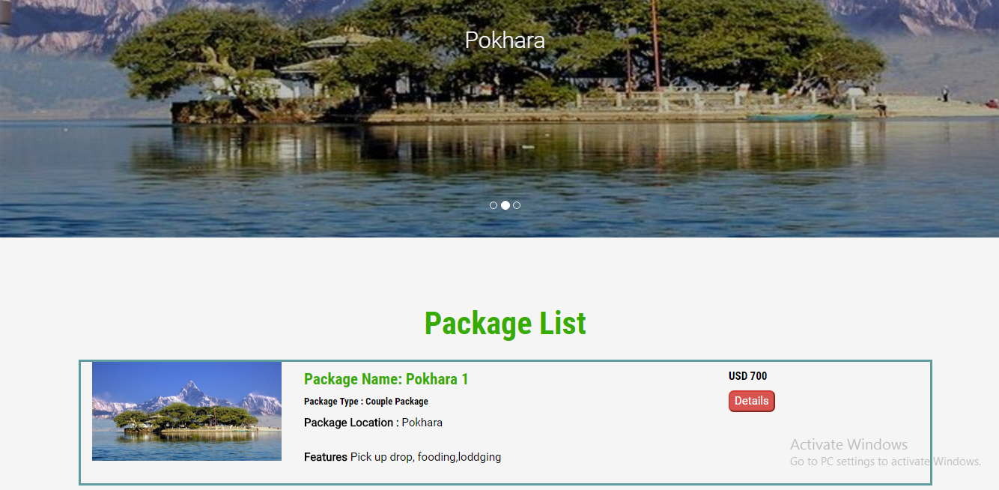 Pokhara
Package List
Package Name: Pokhara 1
USD 700
Package Type : Couple Package
Details
Package Location : Pokhara
Features Pick up drop, fooding,loddging
Activate Windows
Go to PC settings to activate Windows.